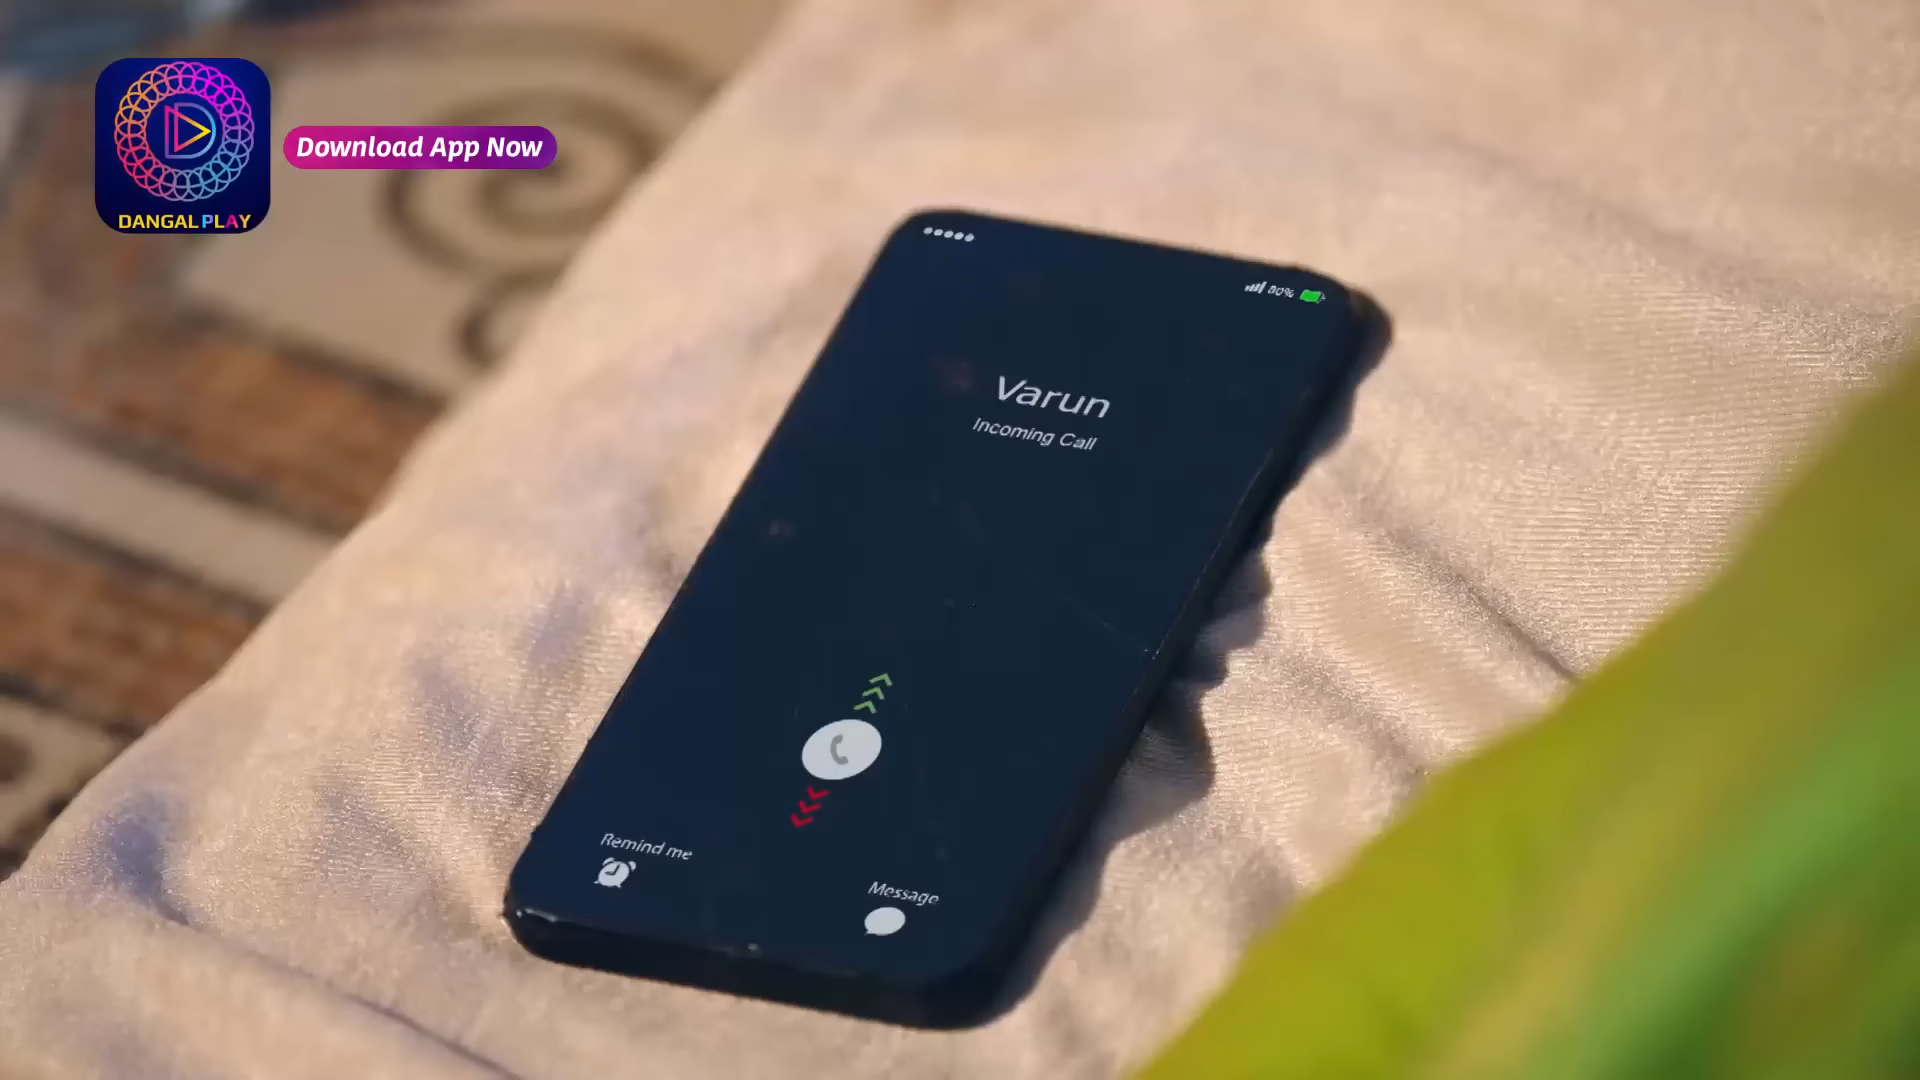 DANGAL PLAY
Download App Now
80%
Varun
Incoming Call
Remind me
Message